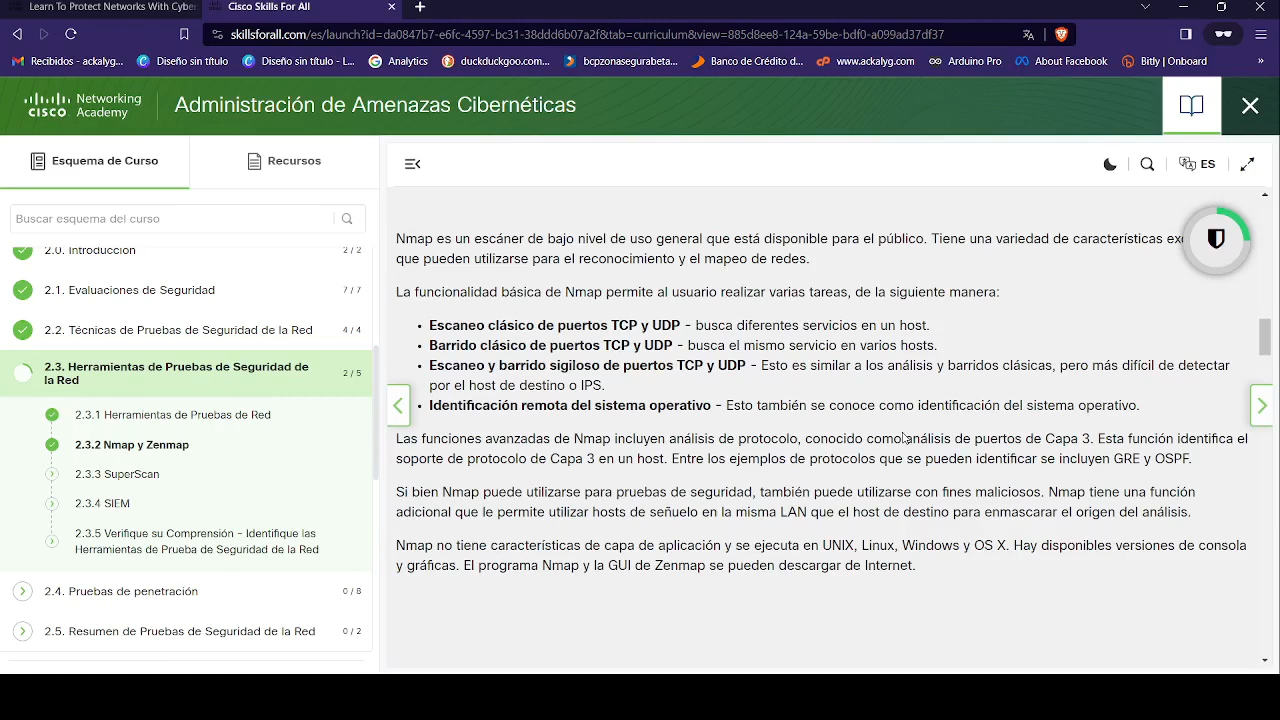 Learn To Protect Networks With Cyber
Cisco Skills For All
skillsforall.com/es/launch?id=da0847b7-e6fc-4597-bc31-38ddd6b07a2f&tab=curriculum&view=885d8ee8-124a-59be-bdf0-a099ad37df37
Recibidos - ackalyg...
Diseño sin título
Diseño sin título - L...
Analytics
duckduckgoo.com...
bcpzonasegurabeta...
Banco de Crédito d...
www.ackalyg.com
Arduino Pro
About Facebook
Bitly | Onboard
»
Networking
CISCO Academy
Administración de Amenazas Cibernéticas
Esquema de Curso
Recursos
ES
Buscar esquema del curso
2.0. Introducción 2 / 2
2.1. Evaluaciones de Seguridad 7 / 7
2.2. Técnicas de Pruebas de Seguridad de la Red 4 / 4
2.3. Herramientas de Pruebas de Seguridad de
la Red 2 / 5
2.3.1 Herramientas de Pruebas de Red
2.3.2 Nmap y Zenmap
2.3.3 SuperScan
2.3.4 SIEM
2.3.5 Verifique su Comprensión - Identifique las
Herramientas de Prueba de Seguridad de la Red
2.4. Pruebas de penetración 0 / 8
2.5. Resumen de Pruebas de Seguridad de la Red 0 / 2
Nmap es un escáner de bajo nivel de uso general que está disponible para el público. Tiene una variedad de características
que pueden utilizarse para el reconocimiento y el mapeo de redes.
La funcionalidad básica de Nmap permite al usuario realizar varias tareas, de la siguiente manera:
• Escaneo clásico de puertos TCP y UDP - busca diferentes servicios en un host.
• Barrido clásico de puertos TCP y UDP - busca el mismo servicio en varios hosts.
• Escaneo y barrido sigiloso de puertos TCP y UDP - Esto es similar a los análisis y barridos clásicos, pero más difícil de detectar
por el host de destino o IPS.
• Identificación remota del sistema operativo - Esto también se conoce como identificación del sistema operativo.
Las funciones avanzadas de Nmap incluyen análisis de protocolo, conocido como análisis de puertos de Capa 3. Esta función identifica el
soporte de protocolo de Capa 3 en un host. Entre los ejemplos de protocolos que se pueden identificar se incluyen GRE y OSPF.
Si bien Nmap puede utilizarse para pruebas de seguridad, también puede utilizarse con fines maliciosos. Nmap tiene una función
adicional que le permite utilizar hosts de señuelo en la misma LAN que el host de destino para enmascarar el origen del análisis.
Nmap no tiene características de capa de aplicación y se ejecuta en UNIX, Linux, Windows y OS X. Hay disponibles versiones de consola
y gráficas. El programa Nmap y la GUI de Zenmap se pueden descargar de Internet.